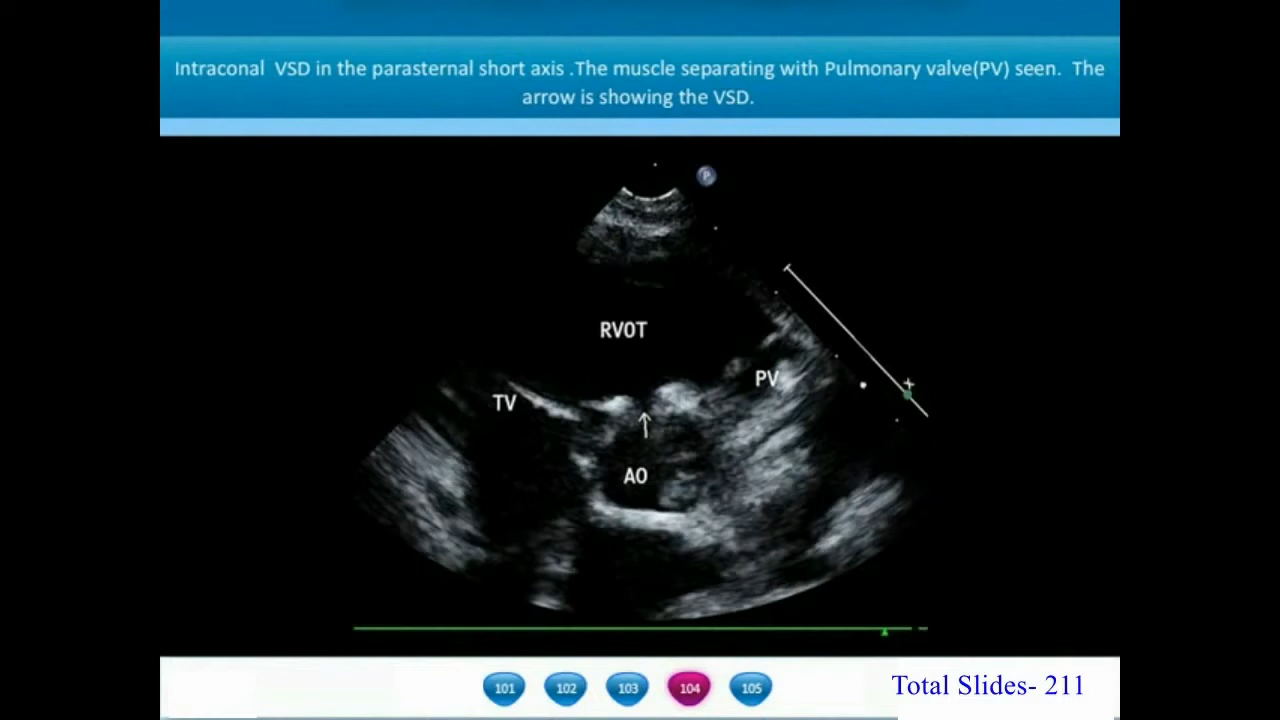 Intraconal  VSD in the parasternal short axis .The muscle separating with Pulmonary valve(PV) seen.  The
arrow is showing the VSD.
P
RVOT
PV
TV
AO
101 102 103 104 105
Total Slides- 211